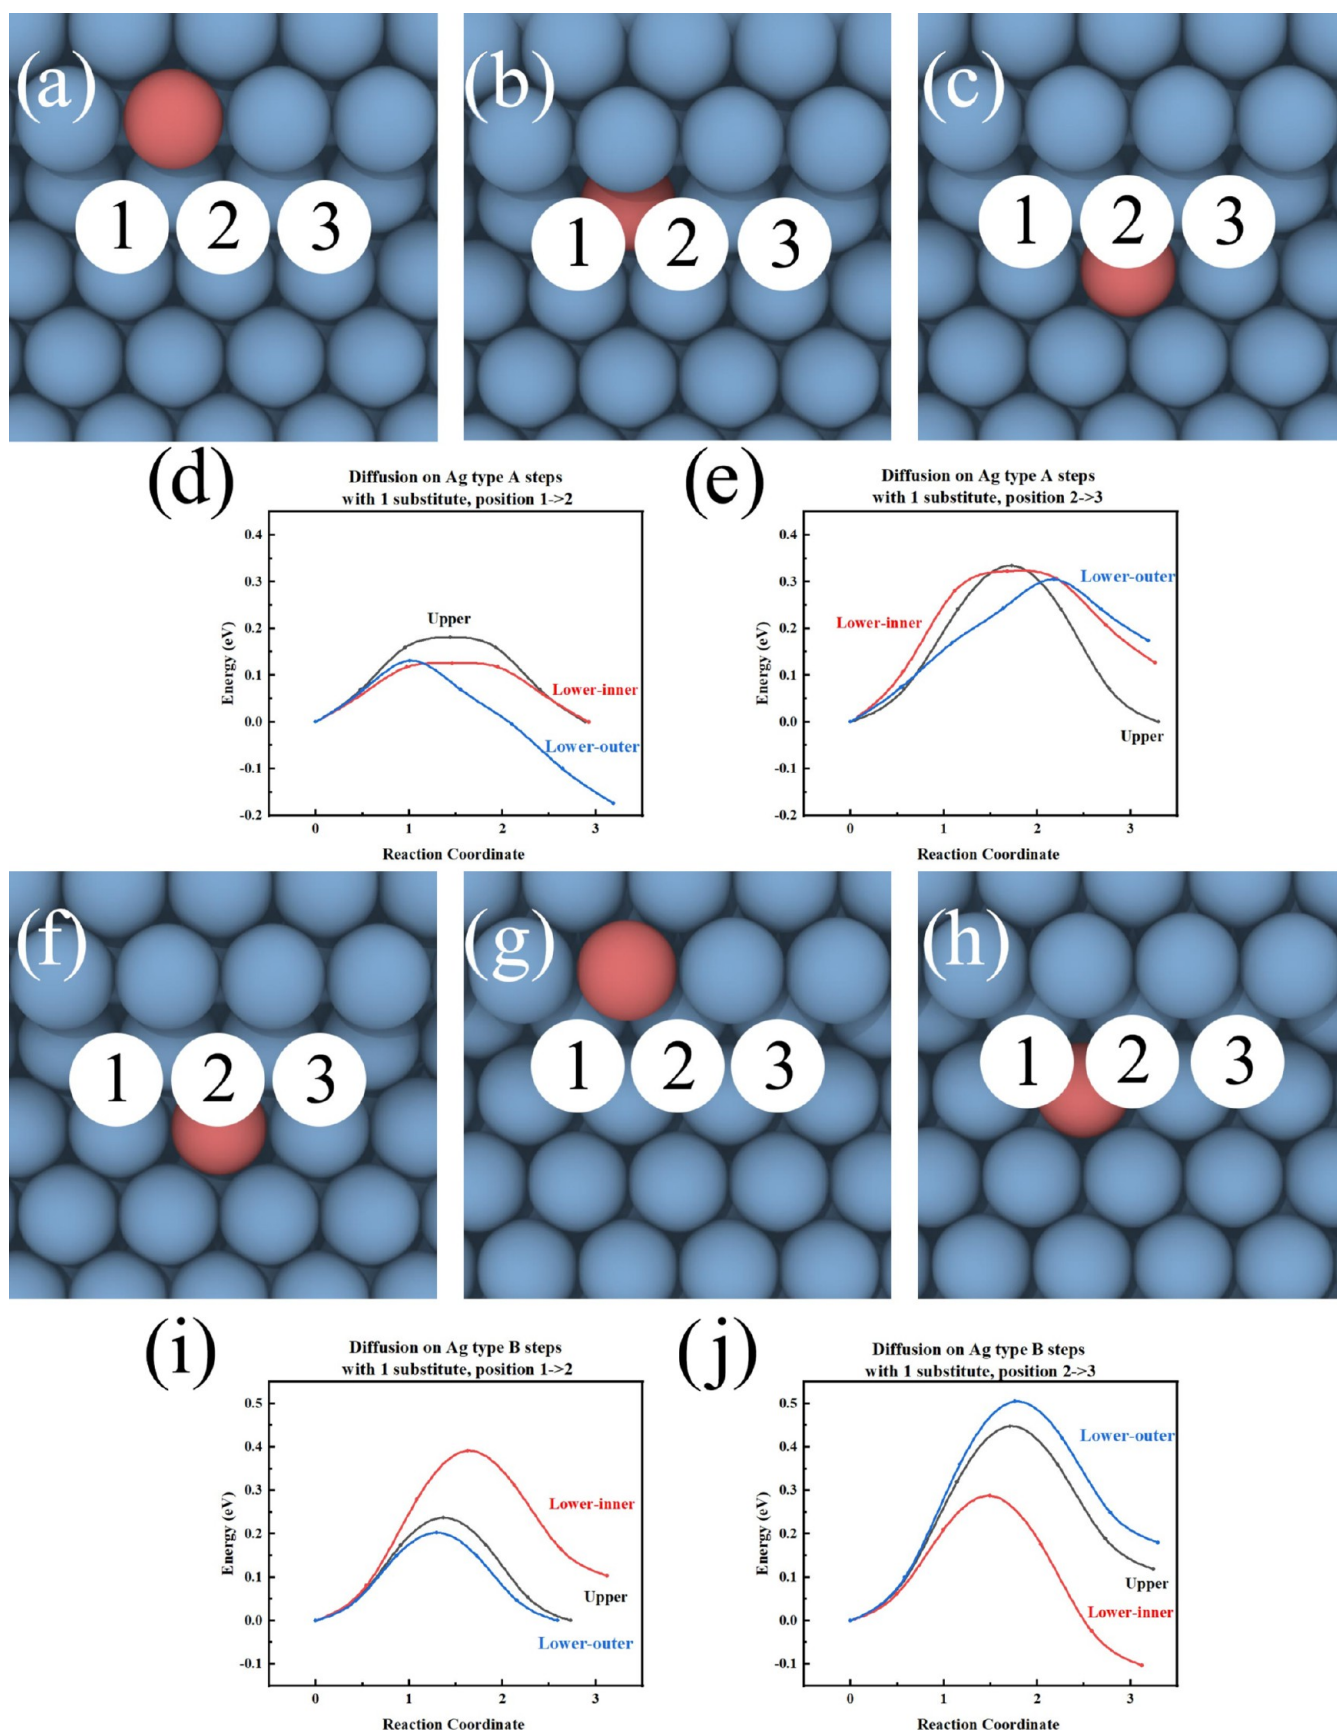 (a)
1 2 3
(b)
1 2 3
(c)
1 2 3
(d)
Diffusion on Ag type A steps
with 1 substitute, position 1->2
0.4
0.3
0.2
0.1
0.0
-0.1
-0.2
Energy (eV)
Upper
Lower-inner
Lower-outer
0 1 2 3
Reaction Coordinate
(e)
Diffusion on Ag type A steps
with 1 substitute, position 2->3
0.4
0.3
0.2
0.1
0.0
-0.1
-0.2
Energy (eV)
Lower-outer
Lower-inner
Upper
0 1 2 3
Reaction Coordinate
(f)
1 2 3
(g)
1 2 3
(h)
1 2 3
(i)
Diffusion on Ag type B steps
with 1 substitute, position 1->2
0.5
0.4
0.3
0.2
0.1
0.0
-0.1
Energy (eV)
Lower-inner
Upper
Lower-outer
0 1 2 3
Reaction Coordinate
(j)
Diffusion on Ag type B steps
with 1 substitute, position 2->3
0.5
0.4
0.3
0.2
0.1
0.0
-0.1
Energy (eV)
Lower-outer
Upper
Lower-inner
0 1 2 3
Reaction Coordinate